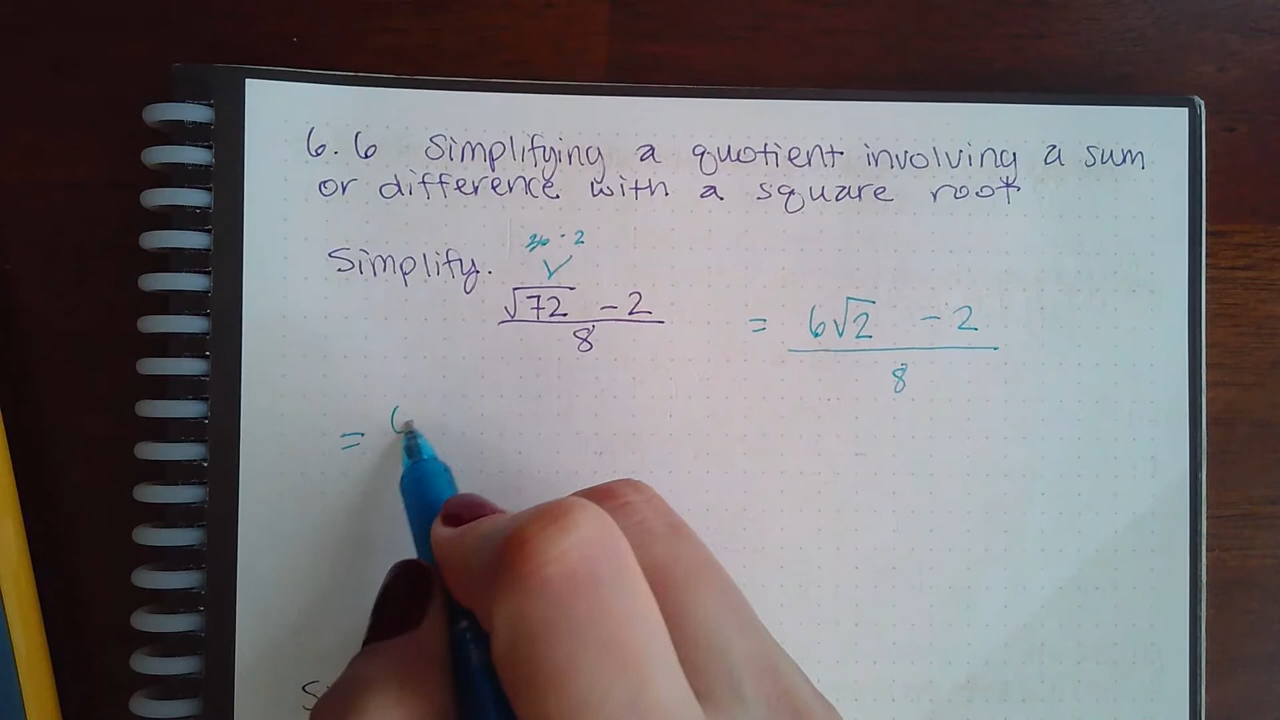 6.6 Simplifying a quotient involving a sum
or difference with a square root
Simplify.
36 · 2
√72 - 2
8
= 6√2 - 2
8
=